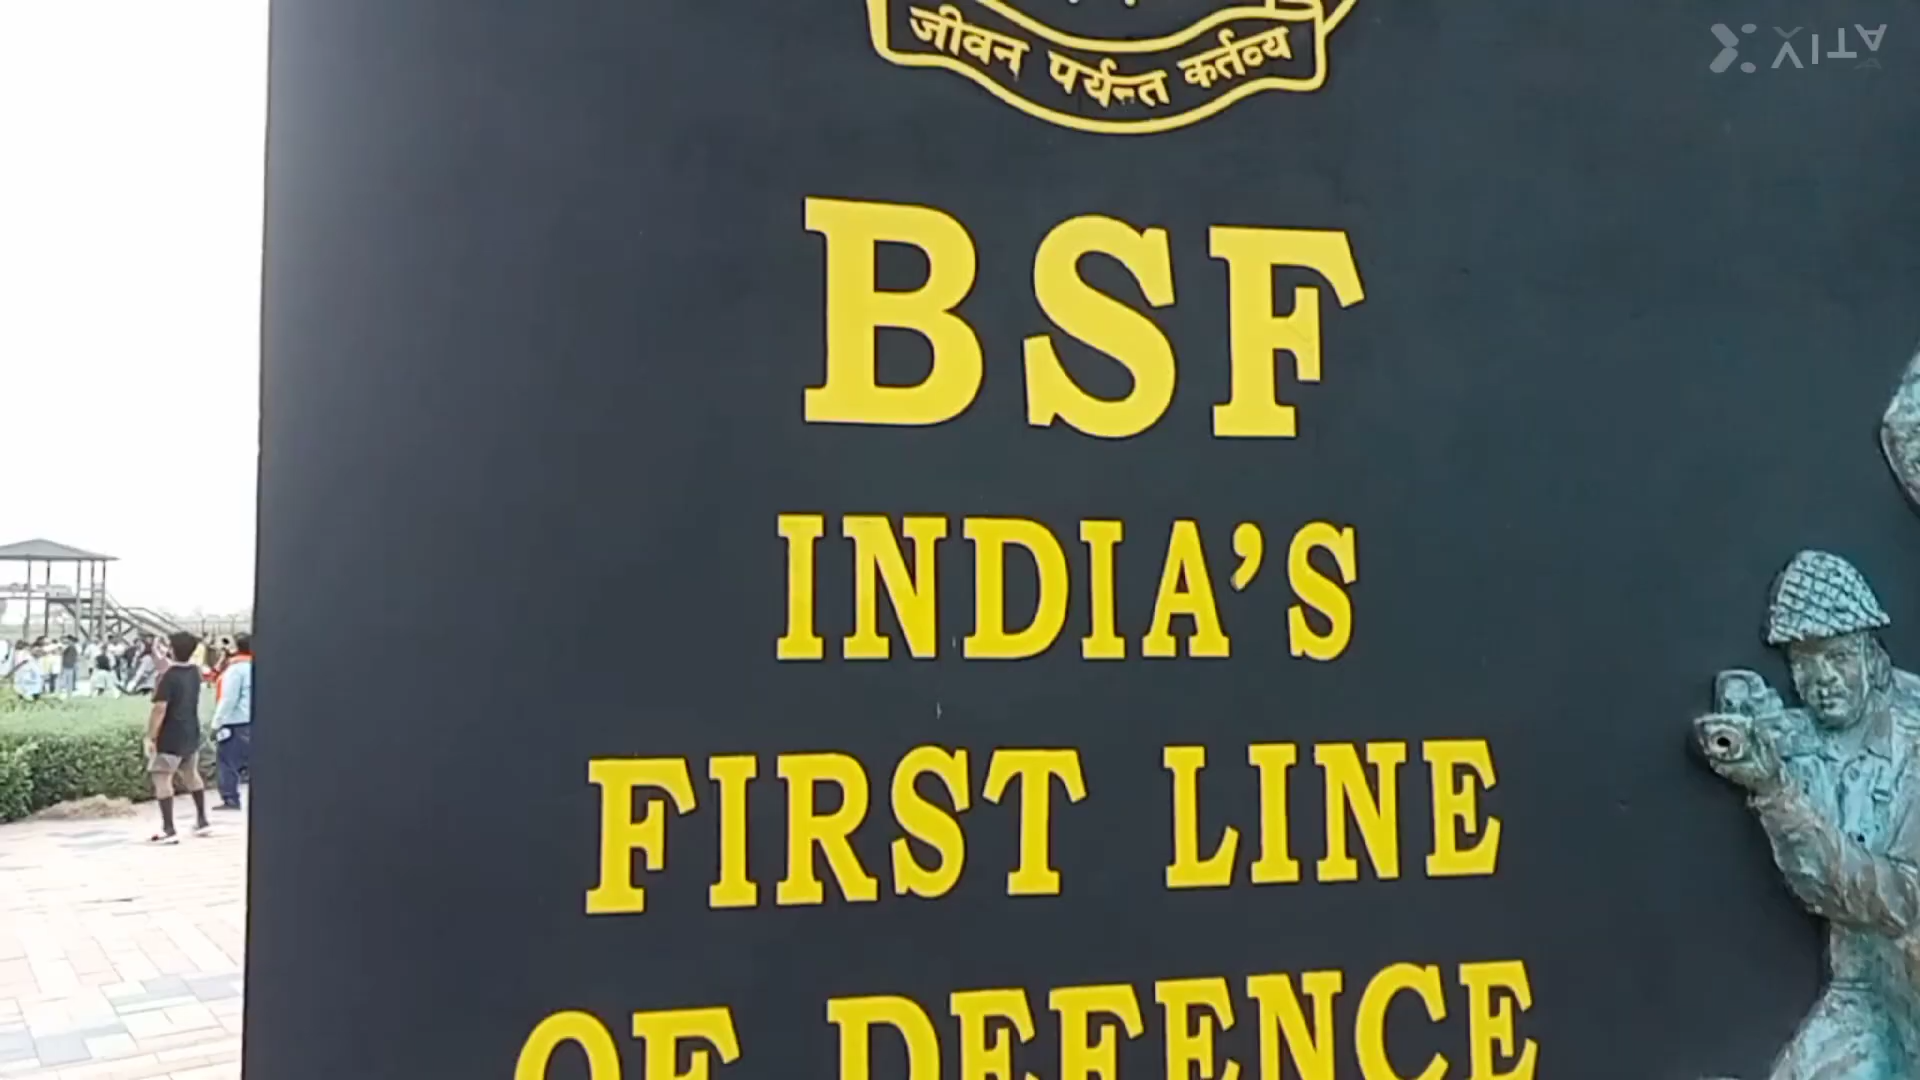 जीवन पर्यन्त कर्तव्य
BSF
INDIA'S
FIRST LINE
OF DEFENCE